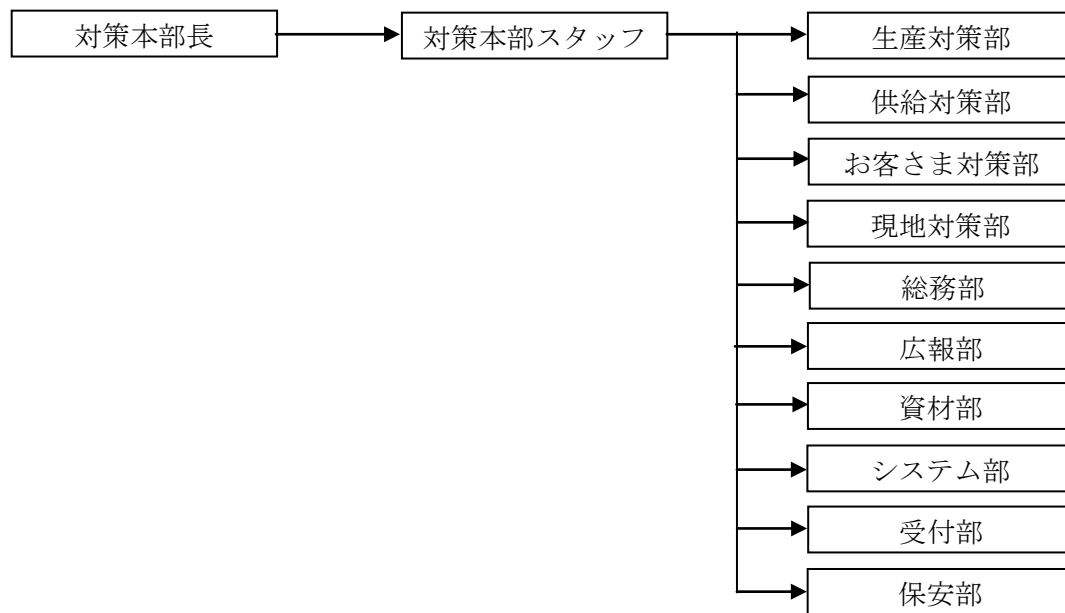 対策本部長
対策本部スタッフ
生産対策部
供給対策部
お客さま対策部
現地対策部
総務部
広報部
資材部
システム部
受付部
保安部